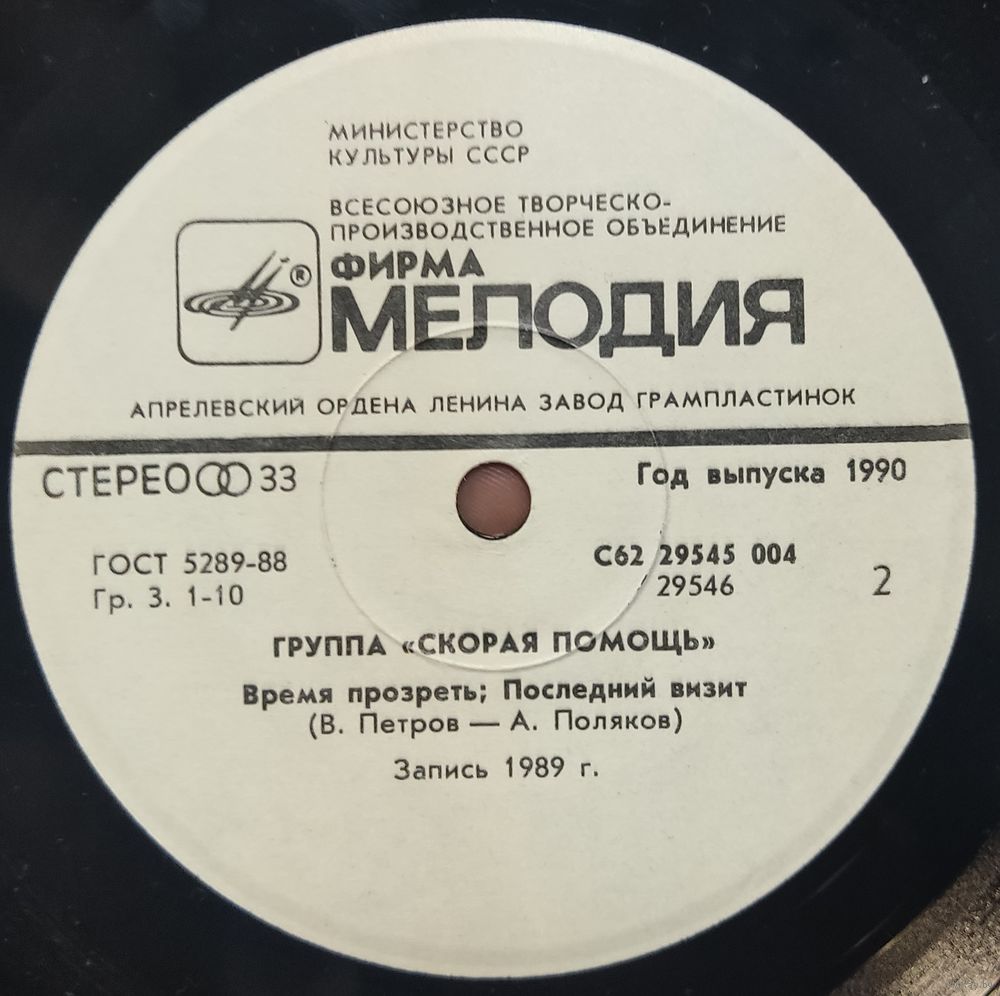 МИНИСТЕРСТВО
КУЛЬТУРЫ СССР
ВСЕСОЮЗНОЕ ТВОРЧЕСКО-
ПРОИЗВОДСТВЕННОЕ ОБЪЕДИНЕНИЕ
ФИРМА
®
МЕЛОДИЯ
АПРЕЛЕВСКИЙ ОРДЕНА ЛЕНИНА ЗАВОД ГРАМПЛАСТИНОК
СТЕРЕО 33
Год выпуска 1990
ГОСТ 5289-88
Гр. 3. 1-10
С62 29545 004
29546
2
ГРУППА «СКОРАЯ ПОМОЩЬ»
Время прозреть; Последний визит
(В. Петров — А. Поляков)
Запись 1989 г.